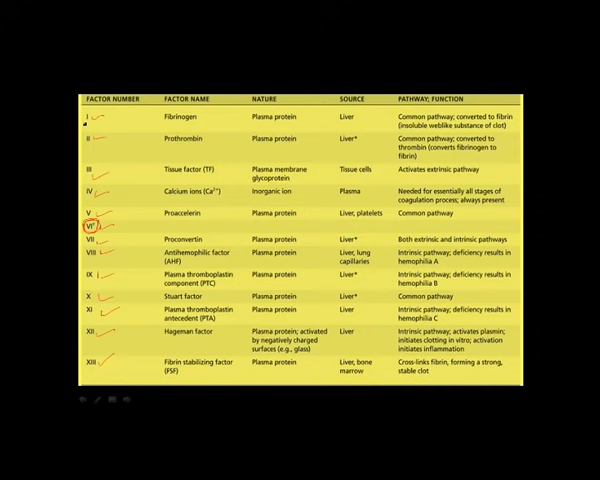 FACTOR NUMBER FACTOR NAME NATURE SOURCE PATHWAY; FUNCTION
I Fibrinogen Plasma protein Liver Common pathway; converted to fibrin
(insoluble weblike substance of clot)
II Prothrombin Plasma protein Liver* Common pathway; converted to
thrombin (converts fibrinogen to
fibrin)
III Tissue factor (TF) Plasma membrane Tissue cells Activates extrinsic pathway
glycoprotein
IV Calcium ions (Ca²⁺) Inorganic ion Plasma Needed for essentially all stages of
coagulation process; always present
V Proaccelerin Plasma protein Liver, platelets Common pathway
VI†
VII Proconvertin Plasma protein Liver* Both extrinsic and intrinsic pathways
VIII Antihemophilic factor Plasma protein Liver, lung Intrinsic pathway; deficiency results in
(AHF) capillaries hemophilia A
IX Plasma thromboplastin Plasma protein Liver* Intrinsic pathway; deficiency results in
component (PTC) hemophilia B
X Stuart factor Plasma protein Liver* Common pathway
XI Plasma thromboplastin Plasma protein Liver Intrinsic pathway; deficiency results in
antecedent (PTA) hemophilia C
XII Hageman factor Plasma protein; activated Liver Intrinsic pathway; activates plasmin;
by negatively charged initiates clotting in vitro; activation
surfaces (e.g., glass) initiates inflammation
XIII Fibrin stabilizing factor Plasma protein Liver, bone Cross-links fibrin, forming a strong,
(FSF) marrow stable clot